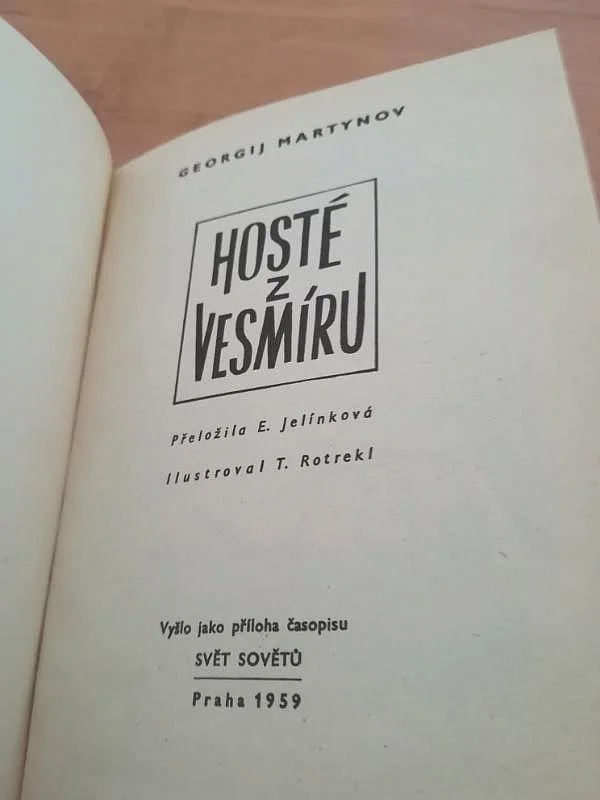 GEORGIJ MARTYNOV
HOSTÉ
Z
VESMÍRU
Přeložila E. Jelínková
Ilustroval T. Rotrekl
Vyšlo jako příloha časopisu
SVĚT SOVĚTŮ
Praha 1959